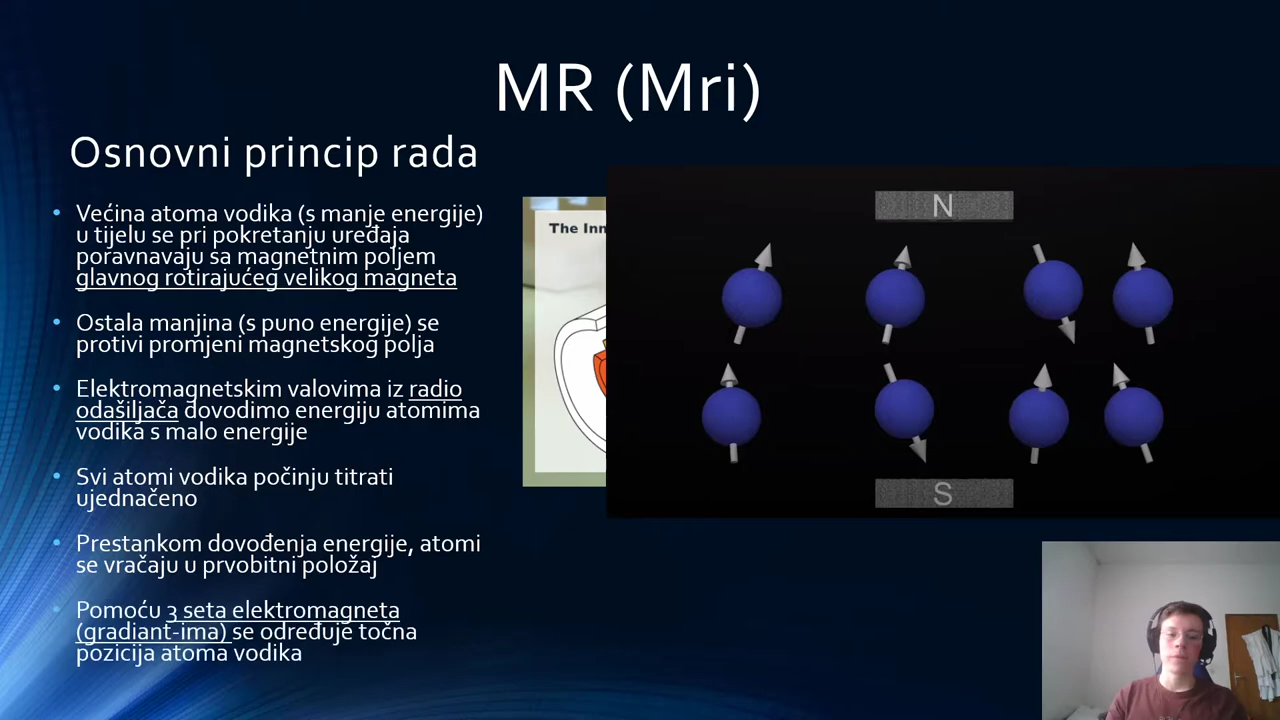 MR (Mri)
Osnovni princip rada
• Većina atoma vodika (s manje energije)
u tijelu se pri pokretanju uređaja
poravnavaju sa magnetnim poljem
glavnog rotirajućeg velikog magneta
• Ostala manjina (s puno energije) se
protivi promjeni magnetskog polja
• Elektromagnetskim valovima iz radio
odašiljača dovodimo energiju atomima
vodika s malo energije
• Svi atomi vodika počinju titrati
ujednačeno
• Prestankom dovođenja energije, atomi
se vračaju u prvobitni položaj
• Pomoću 3 seta elektromagneta
(gradiant-ima) se određuje točna
pozicija atoma vodika
The Inn
N
S